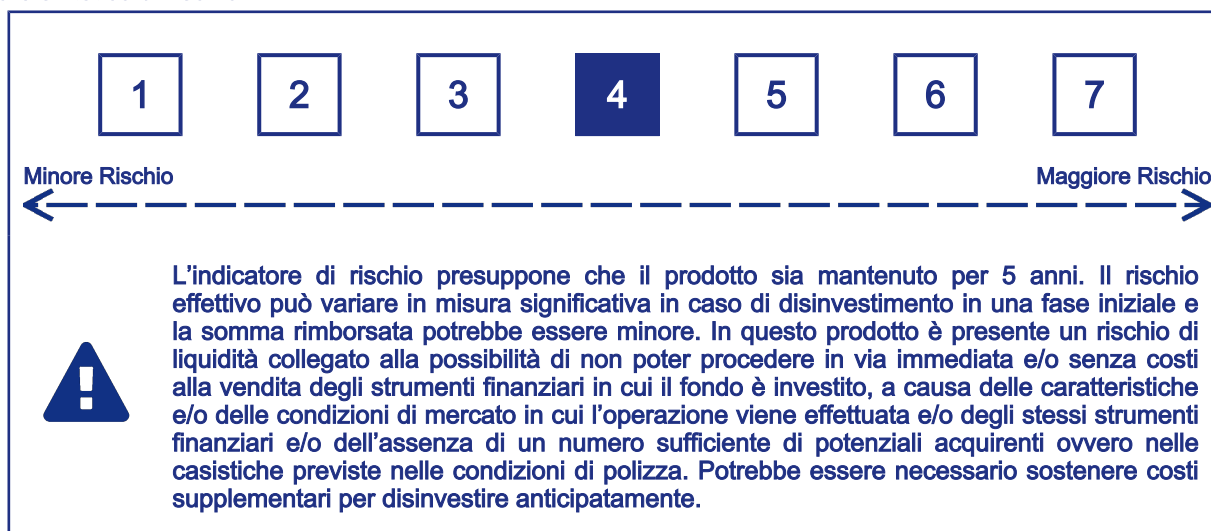 1 2 3 4 5 6 7
Minore Rischio Maggiore Rischio
L'indicatore di rischio presuppone che il prodotto sia mantenuto per 5 anni. Il rischio
effettivo può variare in misura significativa in caso di disinvestimento in una fase iniziale e
la somma rimborsata potrebbe essere minore. In questo prodotto è presente un rischio di
liquidità collegato alla possibilità di non poter procedere in via immediata e/o senza costi
alla vendita degli strumenti finanziari in cui il fondo è investito, a causa delle caratteristiche
e/o delle condizioni di mercato in cui l'operazione viene effettuata e/o degli stessi strumenti
finanziari e/o dell'assenza di un numero sufficiente di potenziali acquirenti ovvero nelle
casistiche previste nelle condizioni di polizza. Potrebbe essere necessario sostenere costi
supplementari per disinvestire anticipatamente.